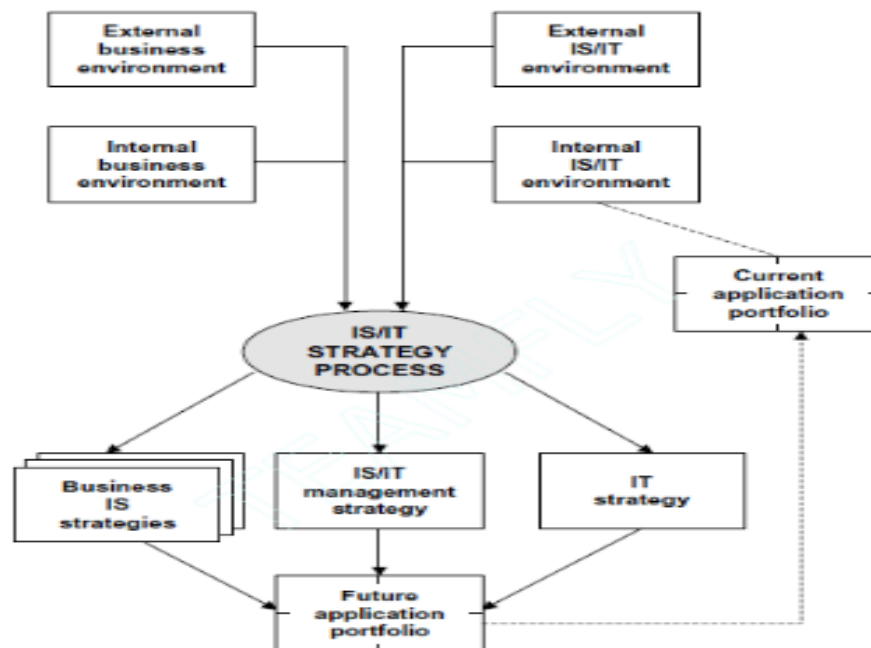 External
business
environment
External
IS/IT
environment
Internal
business
environment
Internal
IS/IT
environment
Current
application
portfolio
IS/IT
STRATEGY
PROCESS
Business
IS
strategies
IS/IT
management
strategy
IT
strategy
Future
application
portfolio
TEAMFLY